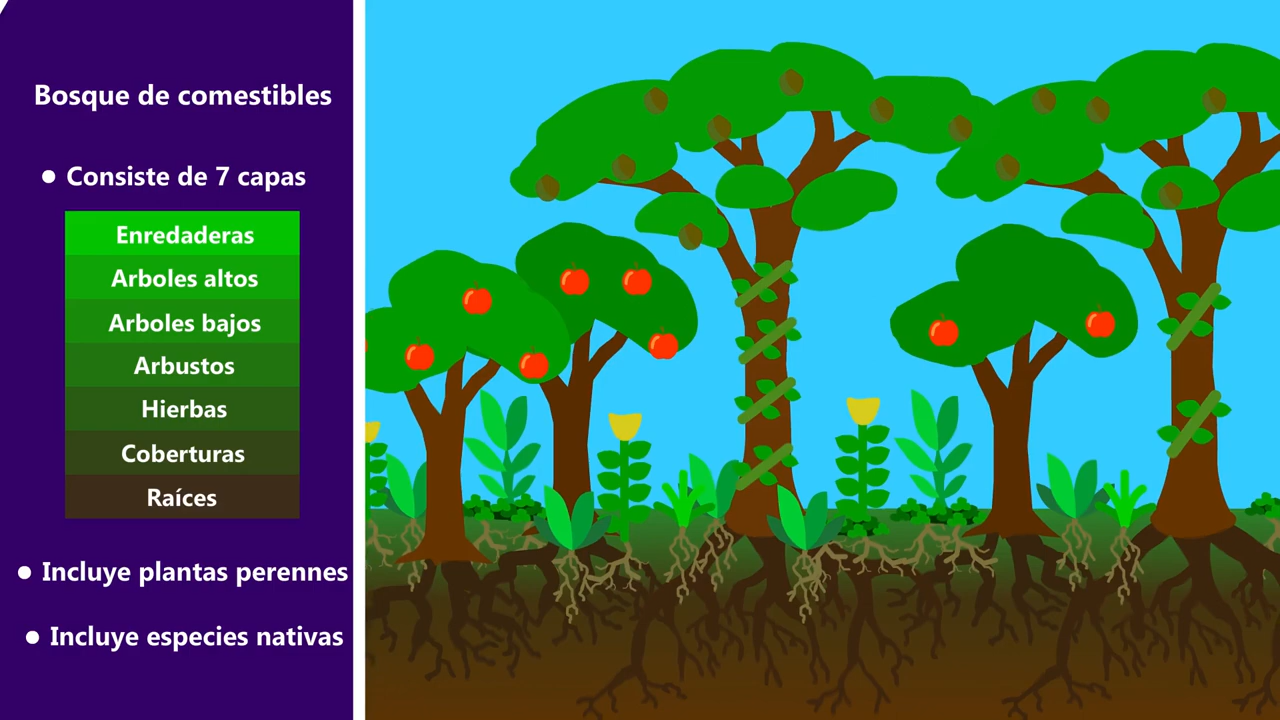 Bosque de comestibles
• Consiste de 7 capas
Enredaderas
Arboles altos
Arboles bajos
Arbustos
Hierbas
Coberturas
Raíces
• Incluye plantas perennes
• Incluye especies nativas